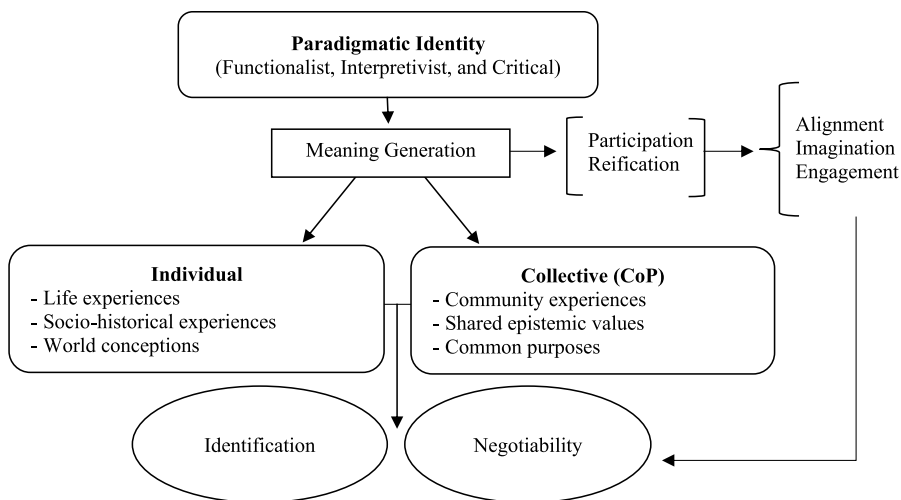 Paradigmatic Identity
(Functionalist, Interpretivist, and Critical)
Meaning Generation
Participation
Reification
Alignment
Imagination
Engagement
Individual
- Life experiences
- Socio-historical experiences
- World conceptions
Collective (CoP)
- Community experiences
- Shared epistemic values
- Common purposes
Identification
Negotiability